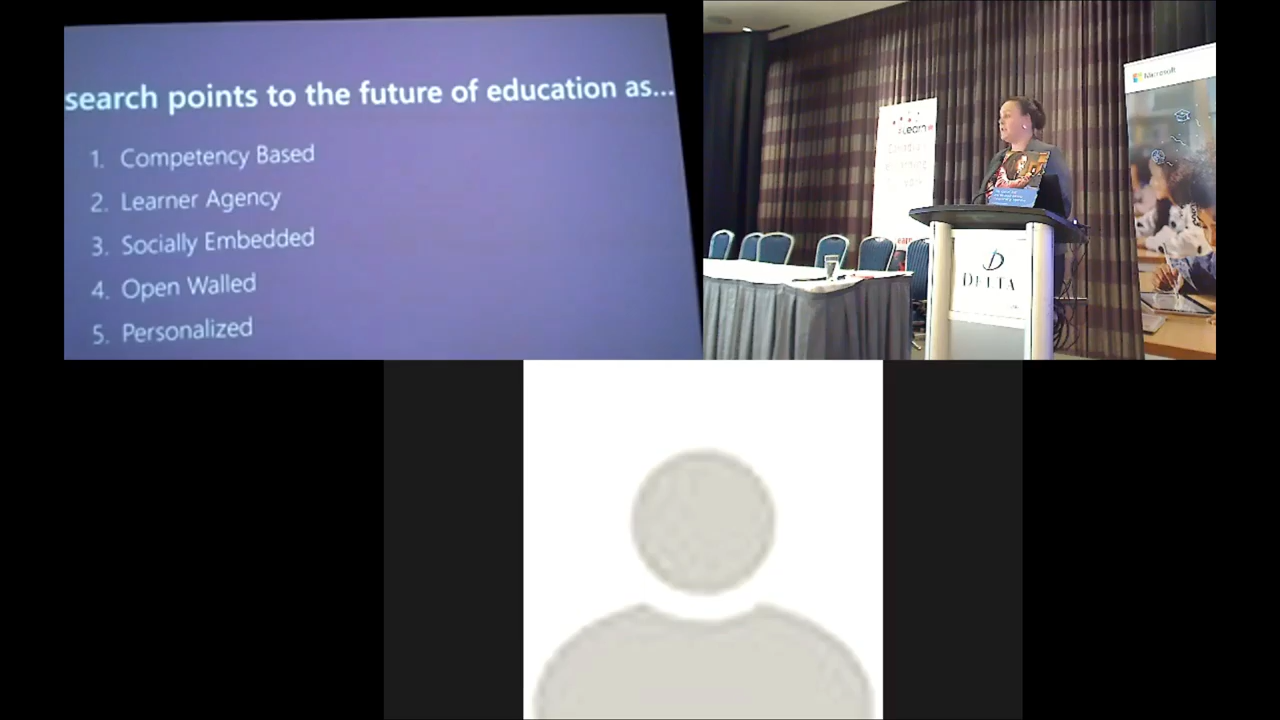 search points to the future of education as...
1. Competency Based
2. Learner Agency
3. Socially Embedded
4. Open Walled
5. Personalized
Microsoft
DELTA